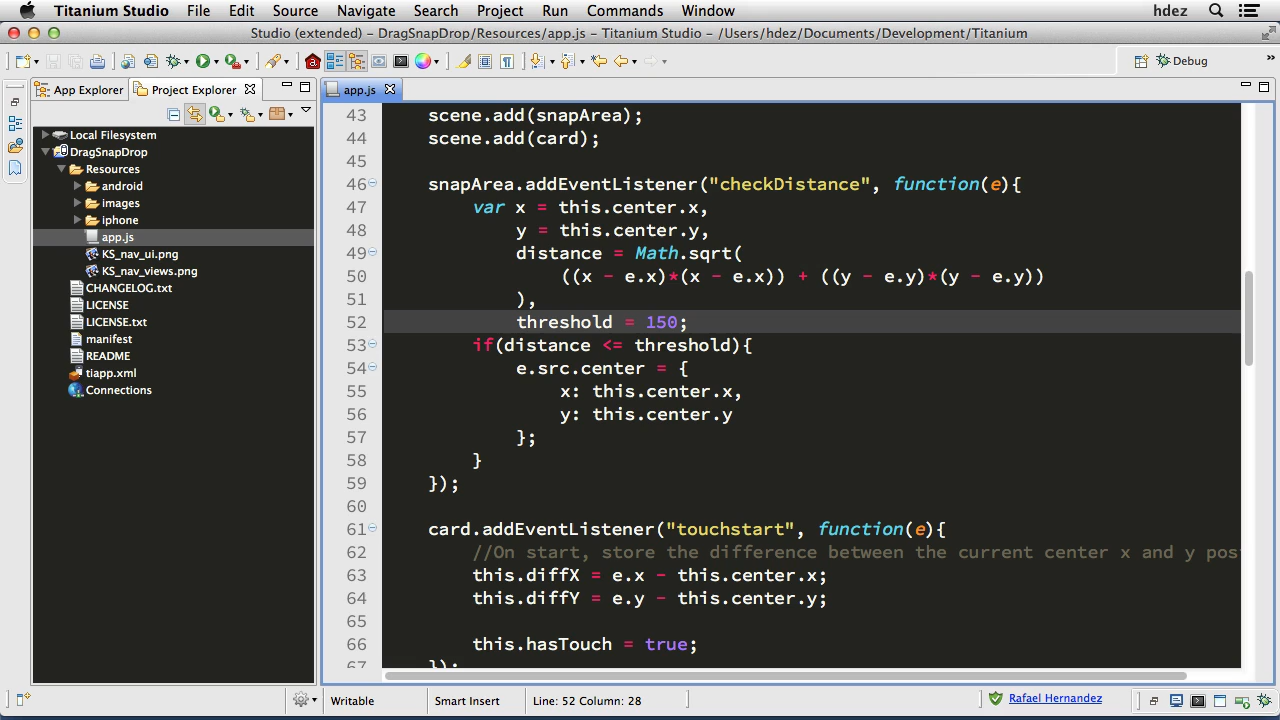 Titanium Studio File Edit Source Navigate Search Project Run Commands Window hdez
Studio (extended) - DragSnapDrop/Resources/app.js - Titanium Studio - /Users/hdez/Documents/Development/Titanium
Debug
App Explorer Project Explorer
Local Filesystem
DragSnapDrop
Resources
android
images
iphone
app.js
KS_nav_ui.png
KS_nav_views.png
CHANGELOG.txt
LICENSE
LICENSE.txt
manifest
README
tiapp.xml
Connections
app.js
43 scene.add(snapArea);
44 scene.add(card);
45
46 snapArea.addEventListener("checkDistance", function(e){
47 var x = this.center.x,
48 y = this.center.y,
49 distance = Math.sqrt(
50 ((x - e.x)*(x - e.x)) + ((y - e.y)*(y - e.y))
51 ),
52 threshold = 150;
53 if(distance <= threshold){
54 e.src.center = {
55 x: this.center.x,
56 y: this.center.y
57 };
58 }
59 });
60
61 card.addEventListener("touchstart", function(e){
62 //On start, store the difference between the current center x and y pos
63 this.diffX = e.x - this.center.x;
64 this.diffY = e.y - this.center.y;
65
66 this.hasTouch = true;
67 });
Writable Smart Insert Line: 52 Column: 28 Rafael Hernandez